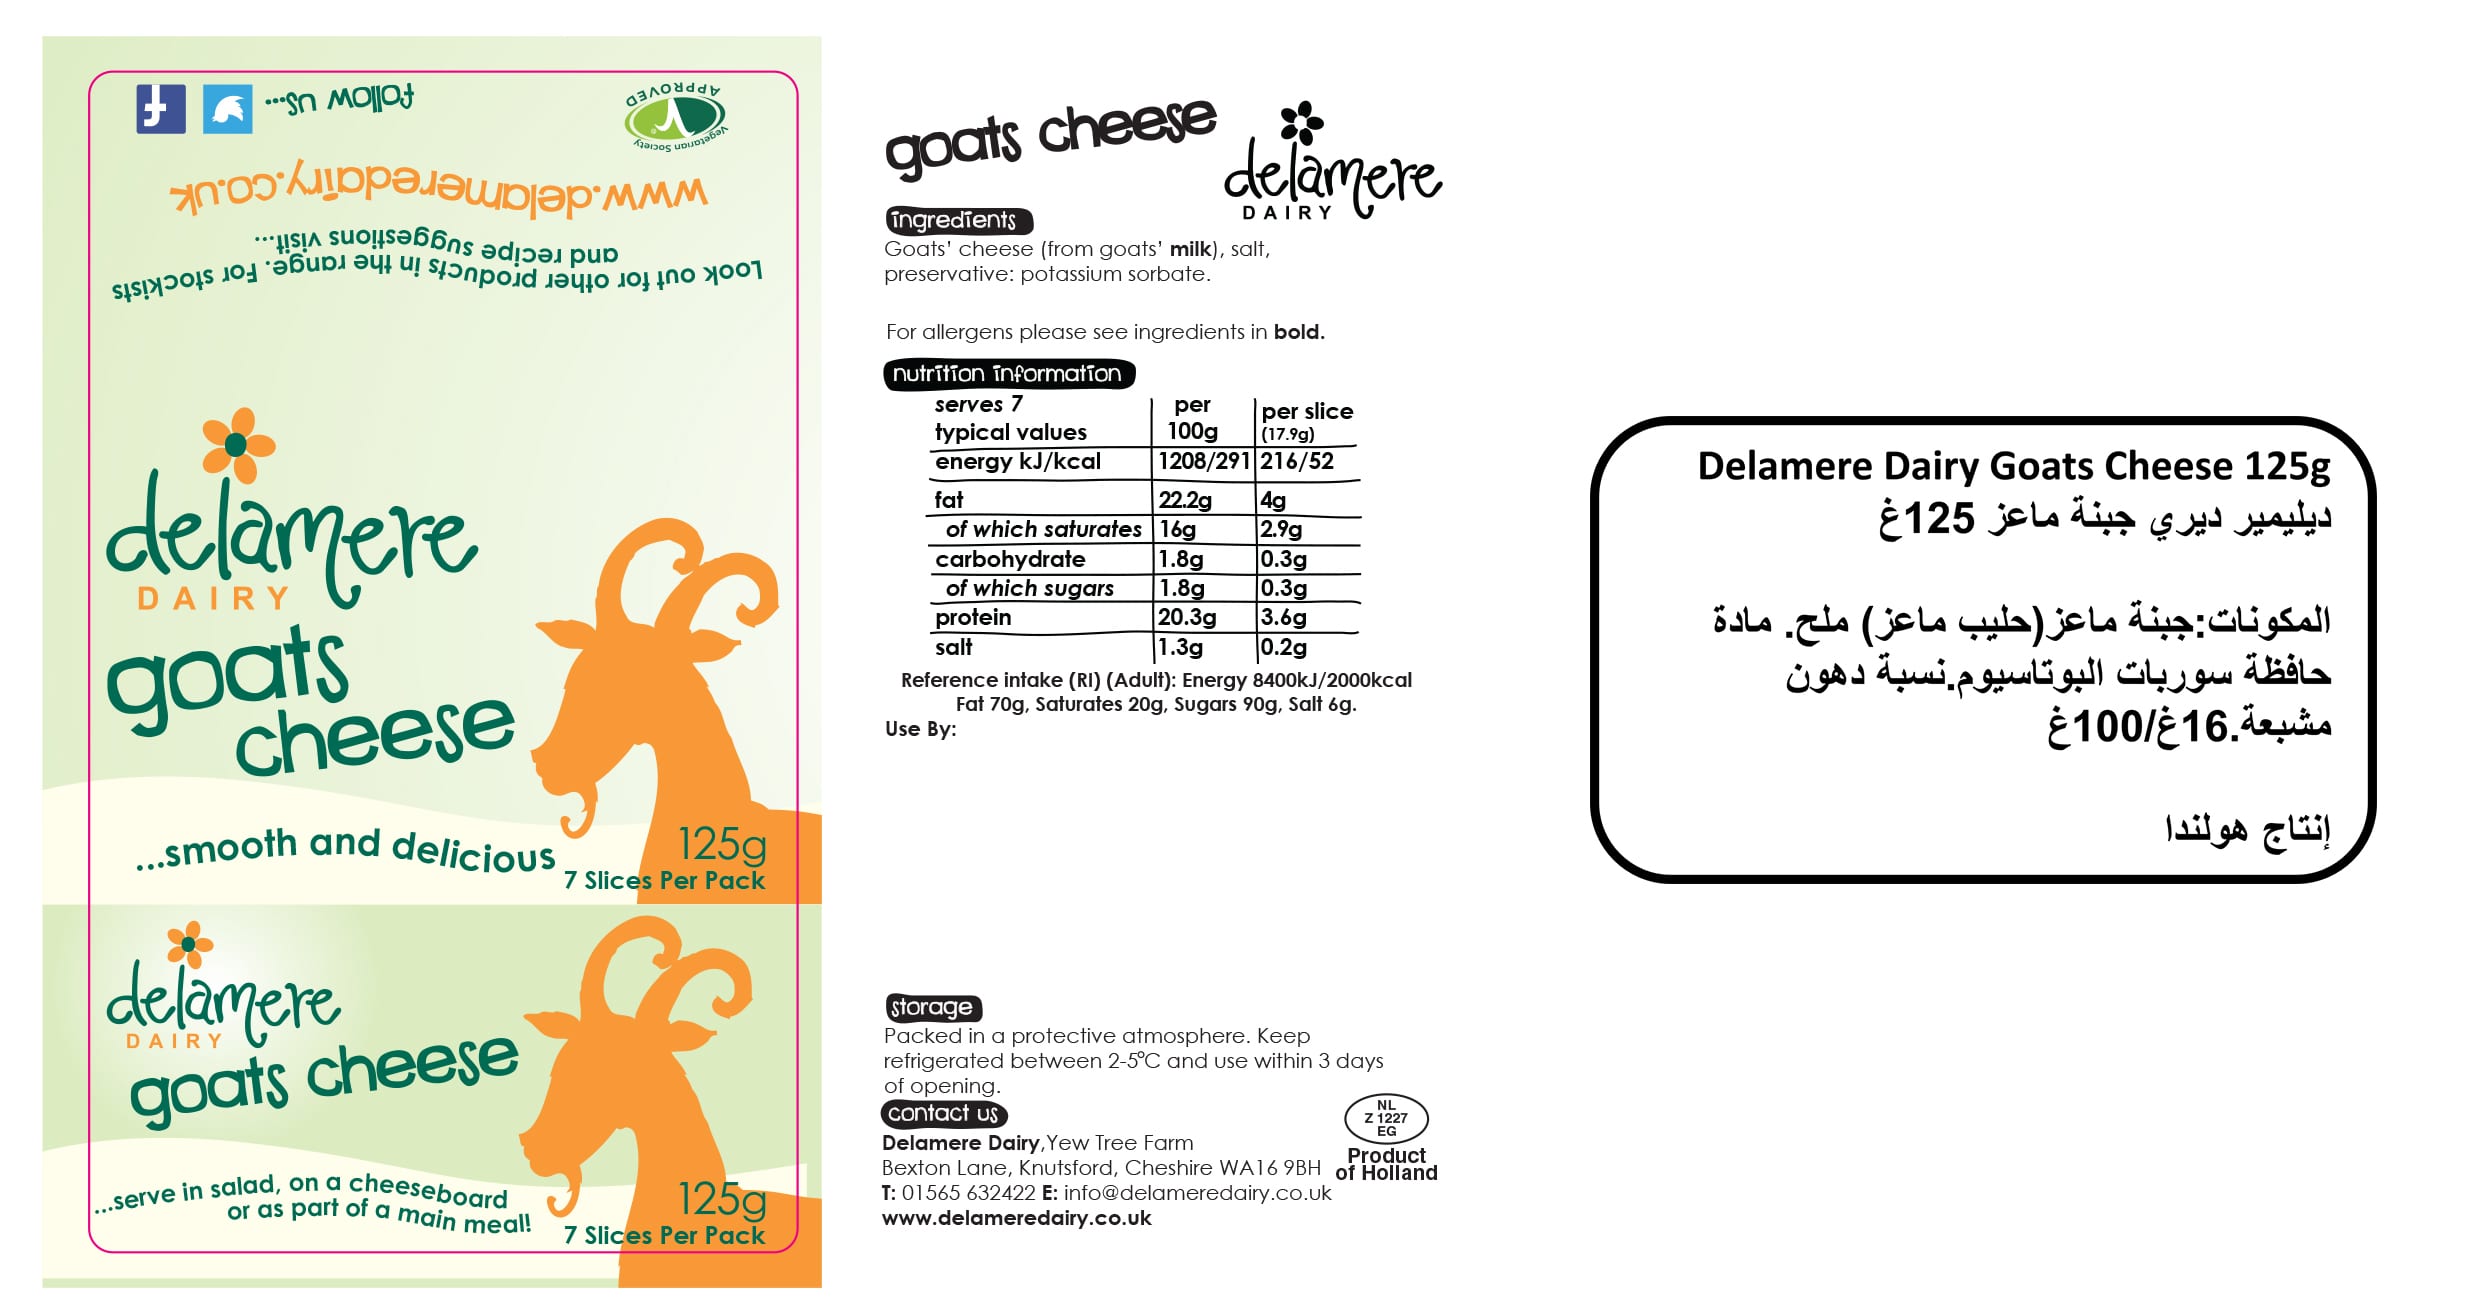 follow us...
Vegetarian Society
APPROVED
www.delameredairy.co.uk
Look out for other products in the range. For stockists
and recipe suggestions visit...
delamere
DAIRY
goats
cheese
...smooth and delicious
125g
7 Slices Per Pack
delamere
DAIRY
goats cheese
...serve in salad, on a cheeseboard
or as part of a main meal!
125g
7 Slices Per Pack
goats cheese
delamere
DAIRY
ingredients
Goats' cheese (from goats' milk), salt,
preservative: potassium sorbate.
For allergens please see ingredients in bold.
nutrition information
serves 7 per per slice
typical values 100g (17.9g)
energy kJ/kcal 1208/291 216/52
fat 22.2g 4g
of which saturates 16g 2.9g
carbohydrate 1.8g 0.3g
of which sugars 1.8g 0.3g
protein 20.3g 3.6g
salt 1.3g 0.2g
Reference intake (RI) (Adult): Energy 8400kJ/2000kcal
Fat 70g, Saturates 20g, Sugars 90g, Salt 6g.
Use By:
storage
Packed in a protective atmosphere. Keep
refrigerated between 2-5°C and use within 3 days
of opening.
contact us
Delamere Dairy,Yew Tree Farm
Bexton Lane, Knutsford, Cheshire WA16 9BH
T: 01565 632422 E: info@delameredairy.co.uk
www.delameredairy.co.uk
NL
Z 1227
EG
Product
of Holland
Delamere Dairy Goats Cheese 125g
ديليمير ديري جبنة ماعز 125غ
المكونات:جبنة ماعز(حليب ماعز) ملح. مادة
حافظة سوربات البوتاسيوم.نسبة دهون
مشبعة.16غ/100غ
إنتاج هولندا